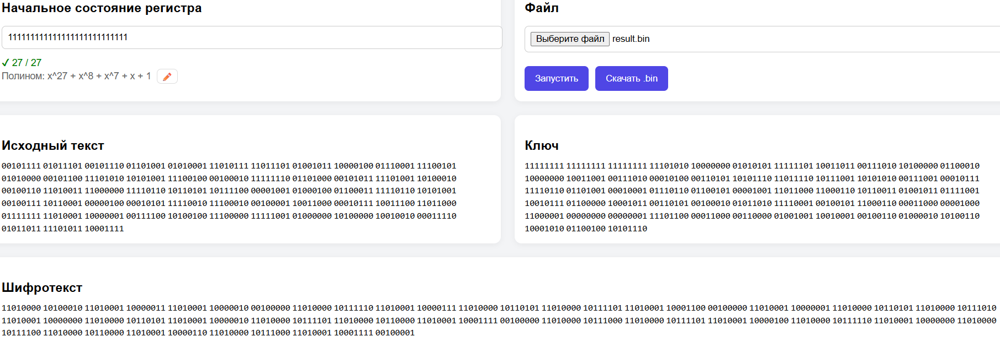 Начальное состояние регистра
111111111111111111111111111
✓ 27 / 27
Полином: x^27 + x^8 + x^7 + x + 1
Файл
Выберите файл result.bin
Запустить Скачать .bin
Исходный текст
00101111 01011101 00101110 01101001 01010001 11010111 11011101 01001011 10000100 01110001 11100101
01010000 00101100 11101010 10101001 11100100 00100010 11111110 01101000 00101011 11101001 10100010
00100110 11010011 11000000 11110110 10110101 10111100 00001001 01000100 01100011 11110110 10101001
00100111 10110001 00000100 00010101 11110010 11100010 00100001 10011000 00010111 10011100 11011000
01111111 11010001 10000001 00111100 10100100 11100000 11111001 01000000 10100000 10010010 00011110
01011011 11101011 10001111
Ключ
11111111 11111111 11111111 11101010 10000000 01010101 11111101 10011011 00111010 10100000 01100010
10000000 10011001 00111010 00010100 00110101 10101110 11011110 10111001 10101010 00111001 00010111
11110110 01101001 00010001 01110110 01100101 00001001 11011000 11000110 10110011 01001011 01111001
10010111 01100000 10001011 00110101 00100010 01011010 11110001 00100101 11000110 00011000 00001000
11000001 00000000 00000001 11101100 00011000 00110000 01001001 10010001 00100110 01000010 10100110
10001010 01100100 10101110
Шифротекст
11010000 10100010 11010001 10000011 11010001 10000010 00100000 11010000 10111110 11010001 10000111 11010000 10110101 11010000 10111101 11010001 10001100 00100000 11010001 10000001 11010000 10110101 11010000 10111010
11010001 10000000 11010000 10110101 11010001 10000010 11010000 10111101 11010000 10110000 11010001 10001111 00100000 11010000 10111000 11010000 10111101 11010001 10000100 11010000 10111110 11010001 10000000 11010000
10111100 11010000 10110000 11010001 10000110 11010000 10111000 11010001 10001111 00100001